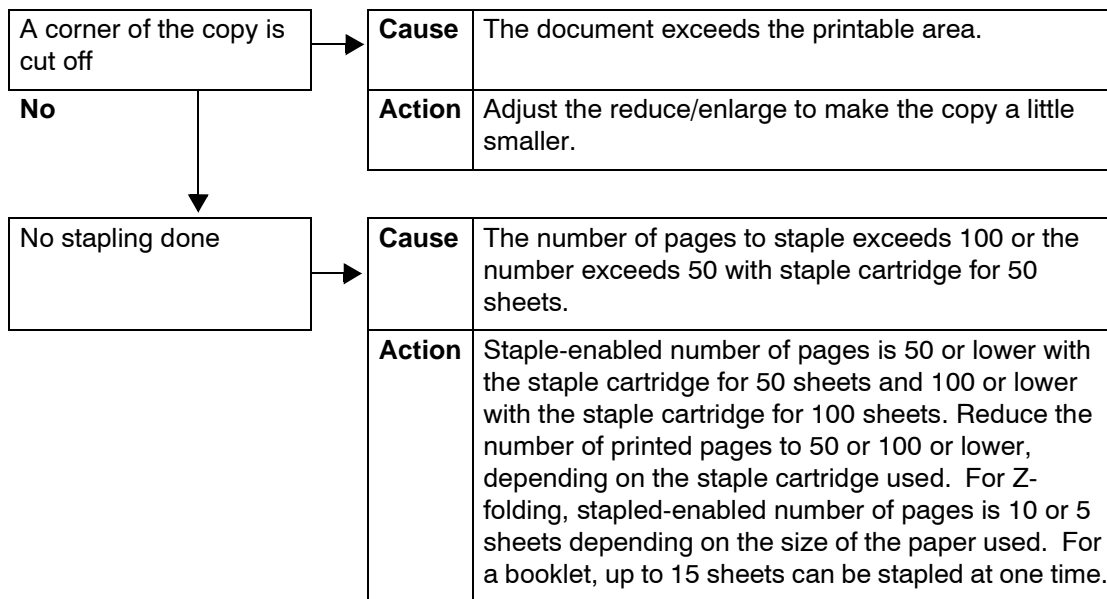 A corner of the copy is
cut off
Cause
The document exceeds the printable area.
No
Action
Adjust the reduce/enlarge to make the copy a little
smaller.
No stapling done
Cause
The number of pages to staple exceeds 100 or the
number exceeds 50 with staple cartridge for 50
sheets.
Action
Staple-enabled number of pages is 50 or lower with
the staple cartridge for 50 sheets and 100 or lower
with the staple cartridge for 100 sheets. Reduce the
number of printed pages to 50 or 100 or lower,
depending on the staple cartridge used.  For Z-
folding, stapled-enabled number of pages is 10 or 5
sheets depending on the size of the paper used.  For
a booklet, up to 15 sheets can be stapled at one time.